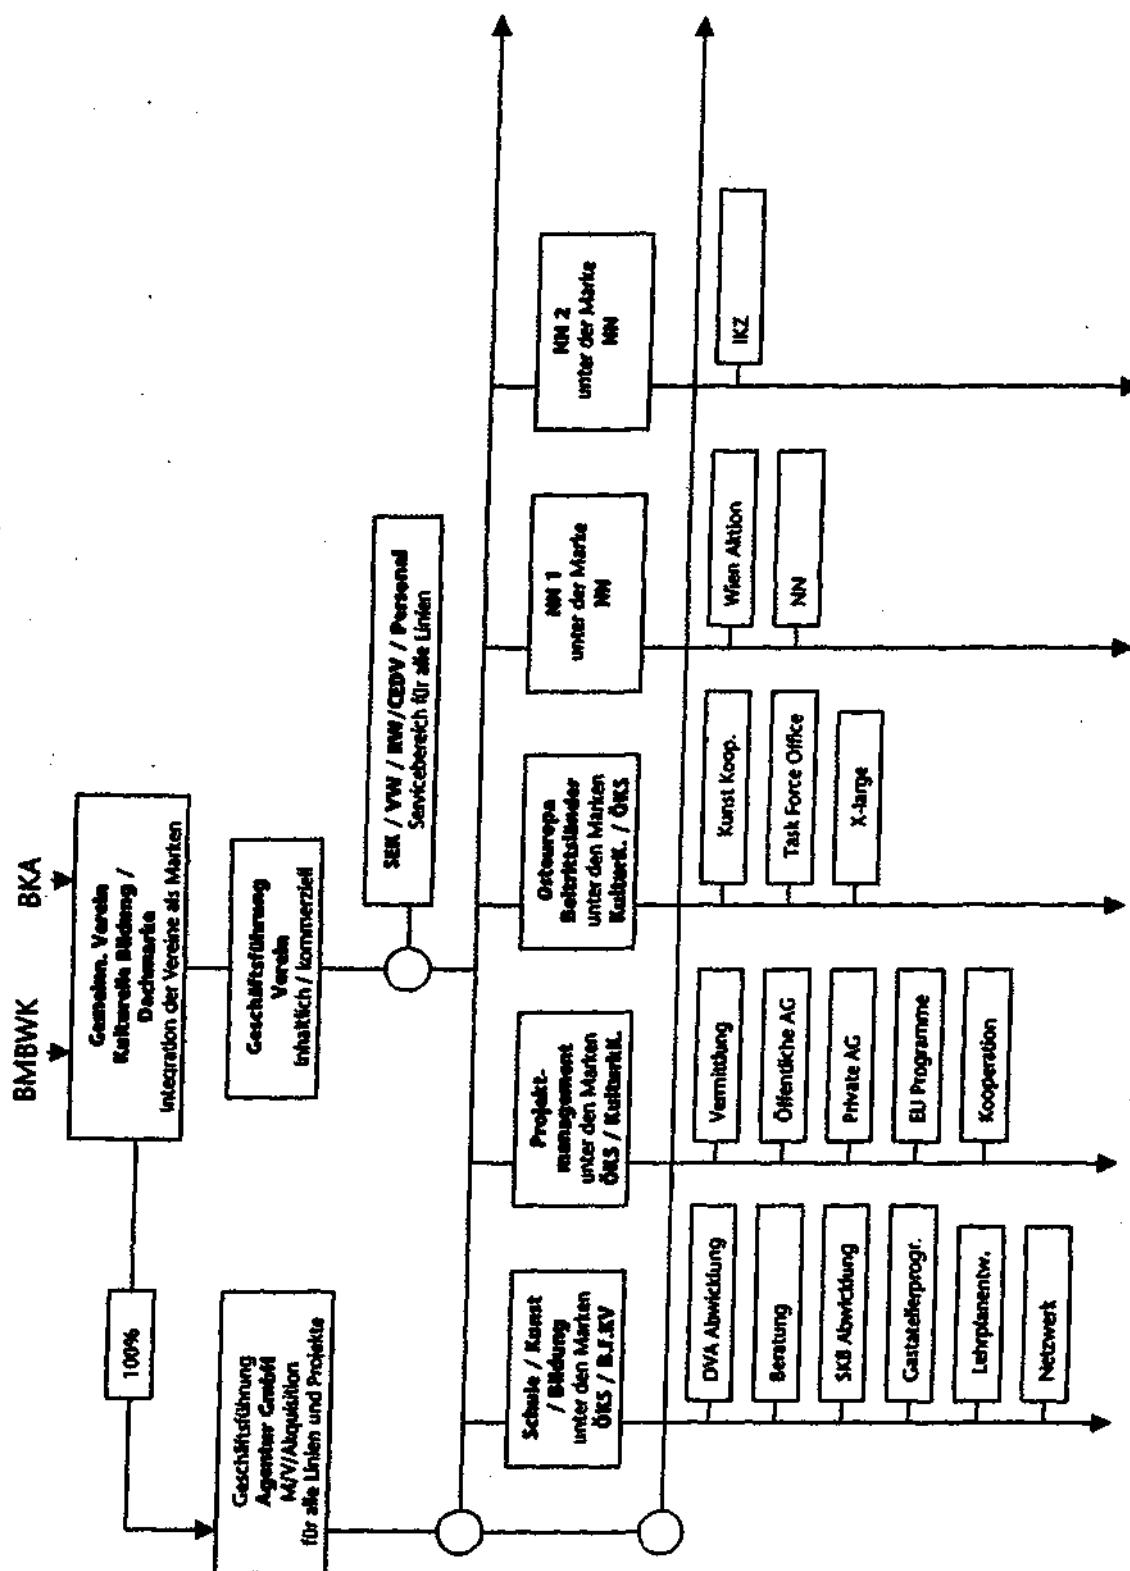 BMBWK
BKA
Gemein. Verein
Kulturelle Bildung /
Dachmarke
Integration der Vereine als Marken
100%
Geschäftsführung
Verein
inhaltlich / kommerziell
Geschäftsführung
Agentur GmbH
M/V/Akquisition
für alle Linien und Projekte
SEK / VW / RW/CEDV / Personal
Servicebereich für alle Linien
Schule / Kunst
/ Bildung
unter den Marken
ÖKS / B.f.KV
Projekt-
management
unter den Marken
ÖKS / KulturK.
Osteuropa
Beitrittsländer
unter den Marken
KulturK. / ÖKS
NN 1
unter der Marke
NN
NN 2
unter der Marke
NN
DVA Abwicklung
Beratung
SKB Abwicklung
Gastatelierprogr.
Lehrplanentw.
Netzwerk
Vermittlung
Öffentliche AG
Private AG
EU Programme
Kooperation
Kunst Koop.
Task Force Office
X-large
Wien Aktion
NN
IKZ